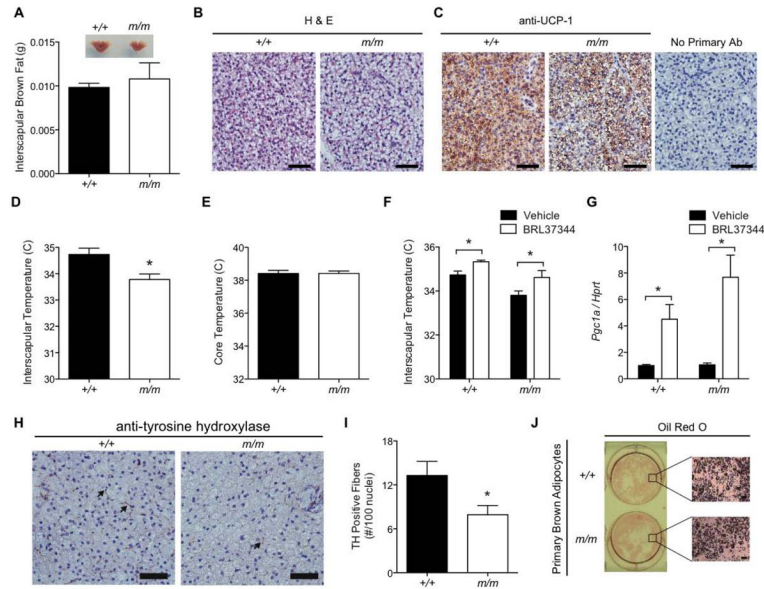 A
+/+
m/m
Interscapular Brown Fat (g)
0.015
0.010
0.005
0.000
+/+
m/m
B
H & E
+/+
m/m
C
anti-UCP-1
+/+
m/m
No Primary Ab
D
Interscapular Temperature (C)
35
34
33
32
31
30
*
+/+
m/m
E
Core Temperature (C)
40
38
36
34
32
+/+
m/m
F
Vehicle
BRL37344
Interscapular Temperature (C)
36
34
32
30
*
*
+/+
m/m
G
Vehicle
BRL37344
Pgc1a / Hprt
10
8
6
4
2
0
*
*
+/+
m/m
H
anti-tyrosine hydroxylase
+/+
m/m
I
TH Positive Fibers
(#/100 nuclei)
18
12
6
0
*
+/+
m/m
J
Oil Red O
Primary Brown Adipocytes
+/+
m/m